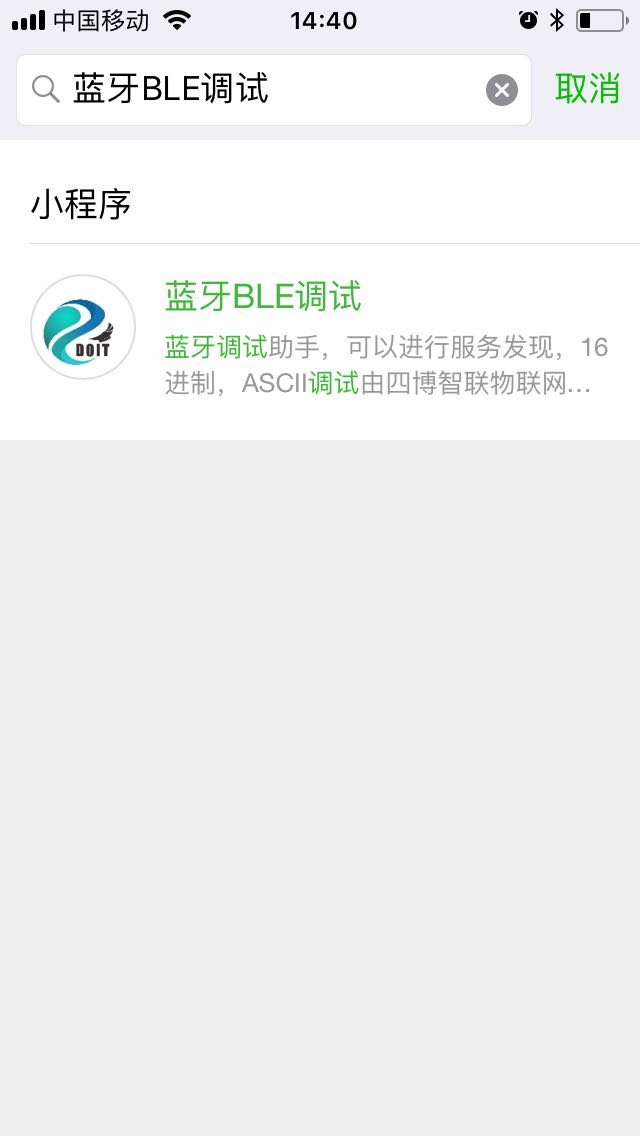 中国移动 14:40
蓝牙BLE调试 取消
小程序
蓝牙BLE调试
DOIT
蓝牙调试助手，可以进行服务发现，16
进制，ASCII调试由四博智联物联网...